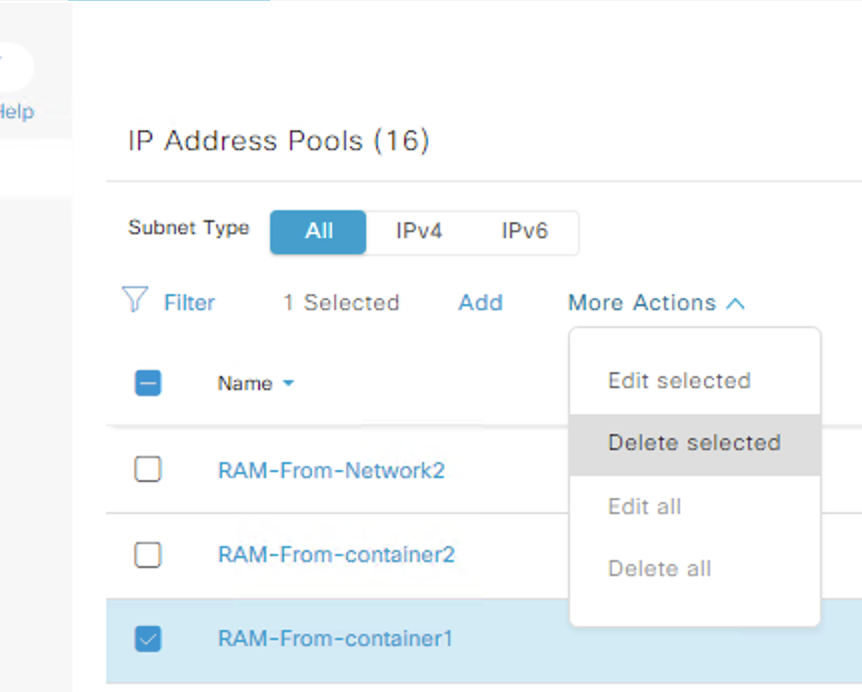 Help
IP Address Pools (16)
Subnet Type All IPv4 IPv6
Filter 1 Selected Add More Actions
Edit selected
Name
Delete selected
RAM-From-Network2
Edit all
RAM-From-container2
Delete all
RAM-From-container1